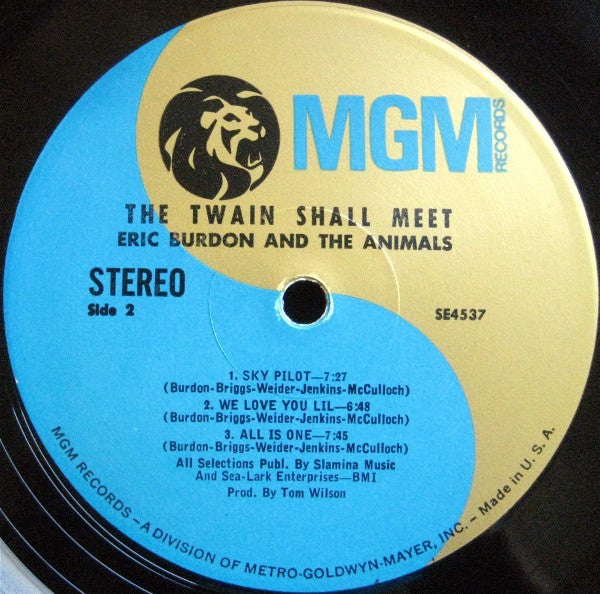 MGM
RECORDS
THE TWAIN SHALL MEET
ERIC BURDON AND THE ANIMALS
STEREO
Side 2
SE4537
1. SKY PILOT—7:27
(Burdon-Briggs-Weider-Jenkins-McCulloch)
2. WE LOVE YOU LIL—6:48
(Burdon-Briggs-Weider-Jenkins-McCulloch)
3. ALL IS ONE—7:45
(Burdon-Briggs-Weider-Jenkins-McCulloch)
All Selections Publ. By Slamina Music
And Sea-Lark Enterprises—BMI
Prod. By Tom Wilson
MGM RECORDS – A DIVISION OF METRO-GOLDWYN-MAYER, INC. – Made in U. S. A.